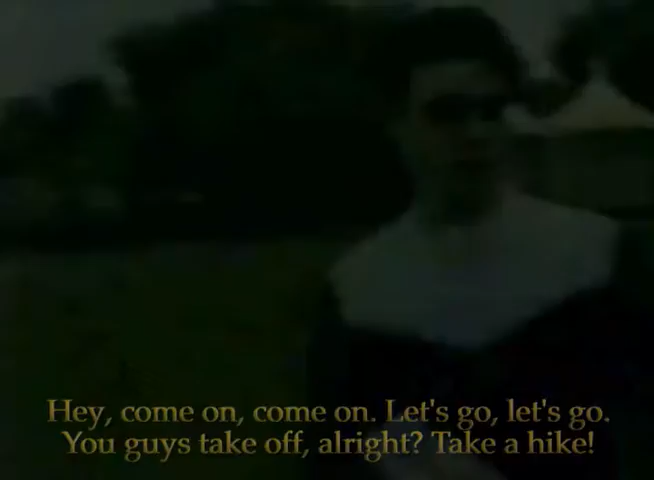 Hey, come on, come on. Let's go, let's go.
You guys take off, alright? Take a hike!